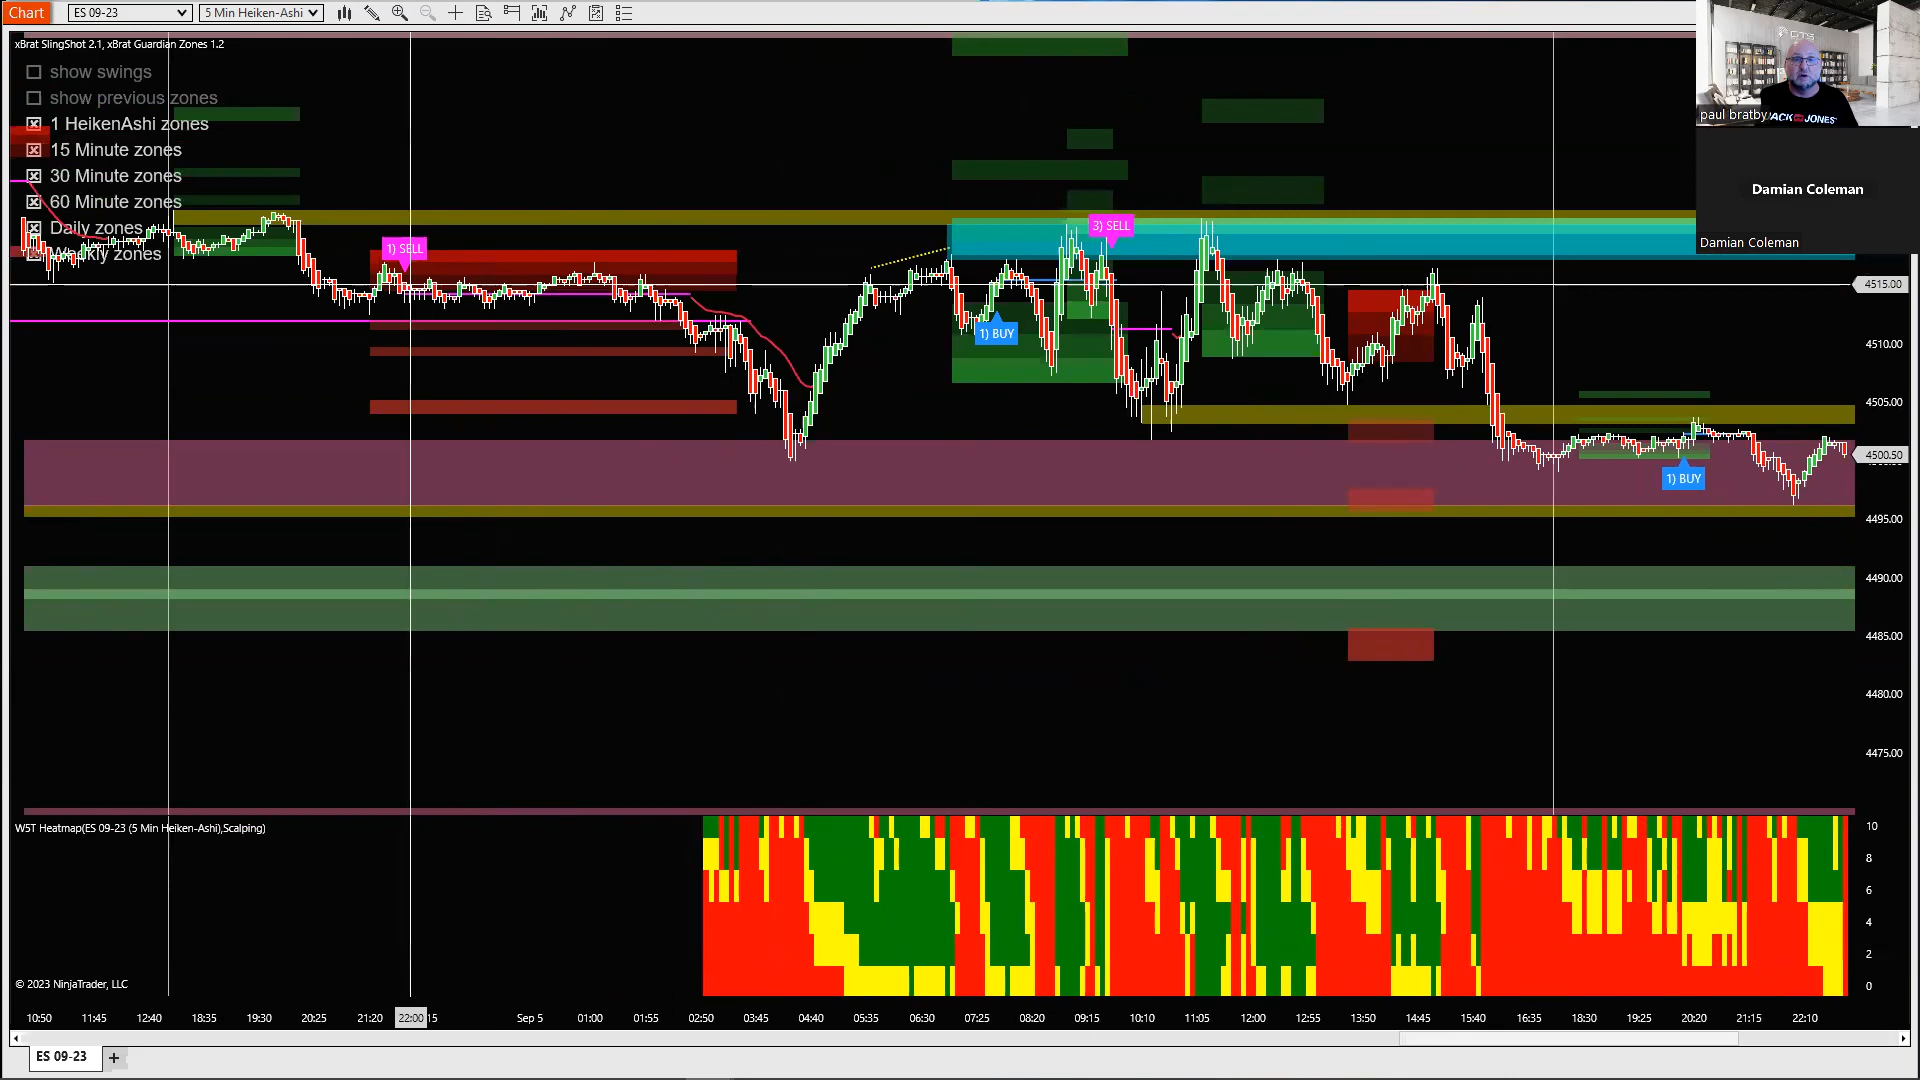 Chart ES 09-23 5 Min Heiken-Ashi
xBrat SlingShot 2.1, xBrat Guardian Zones 1.2
show swings
show previous zones
1 HeikenAshi zones
15 Minute zones
30 Minute zones
60 Minute zones
Daily zones
Weekly zones
paul bratby
JACK JONES
Damian Coleman
Damian Coleman
1) SELL
3) SELL
1) BUY
1) BUY
4515.00
4510.00
4505.00
4500.50
4495.00
4490.00
4485.00
4480.00
4475.00
W5T Heatmap(ES 09-23 (5 Min Heiken-Ashi),Scalping)
10
8
6
4
2
0
© 2023 NinjaTrader, LLC
10:50 11:45 12:40 18:35 19:30 20:25 21:20 22:00 15 Sep 5 01:00 01:55 02:50 03:45 04:40 05:35 06:30 07:25 08:20 09:15 10:10 11:05 12:00 12:55 13:50 14:45 15:40 16:35 18:30 19:25 20:20 21:15 22:10
ES 09-23 +